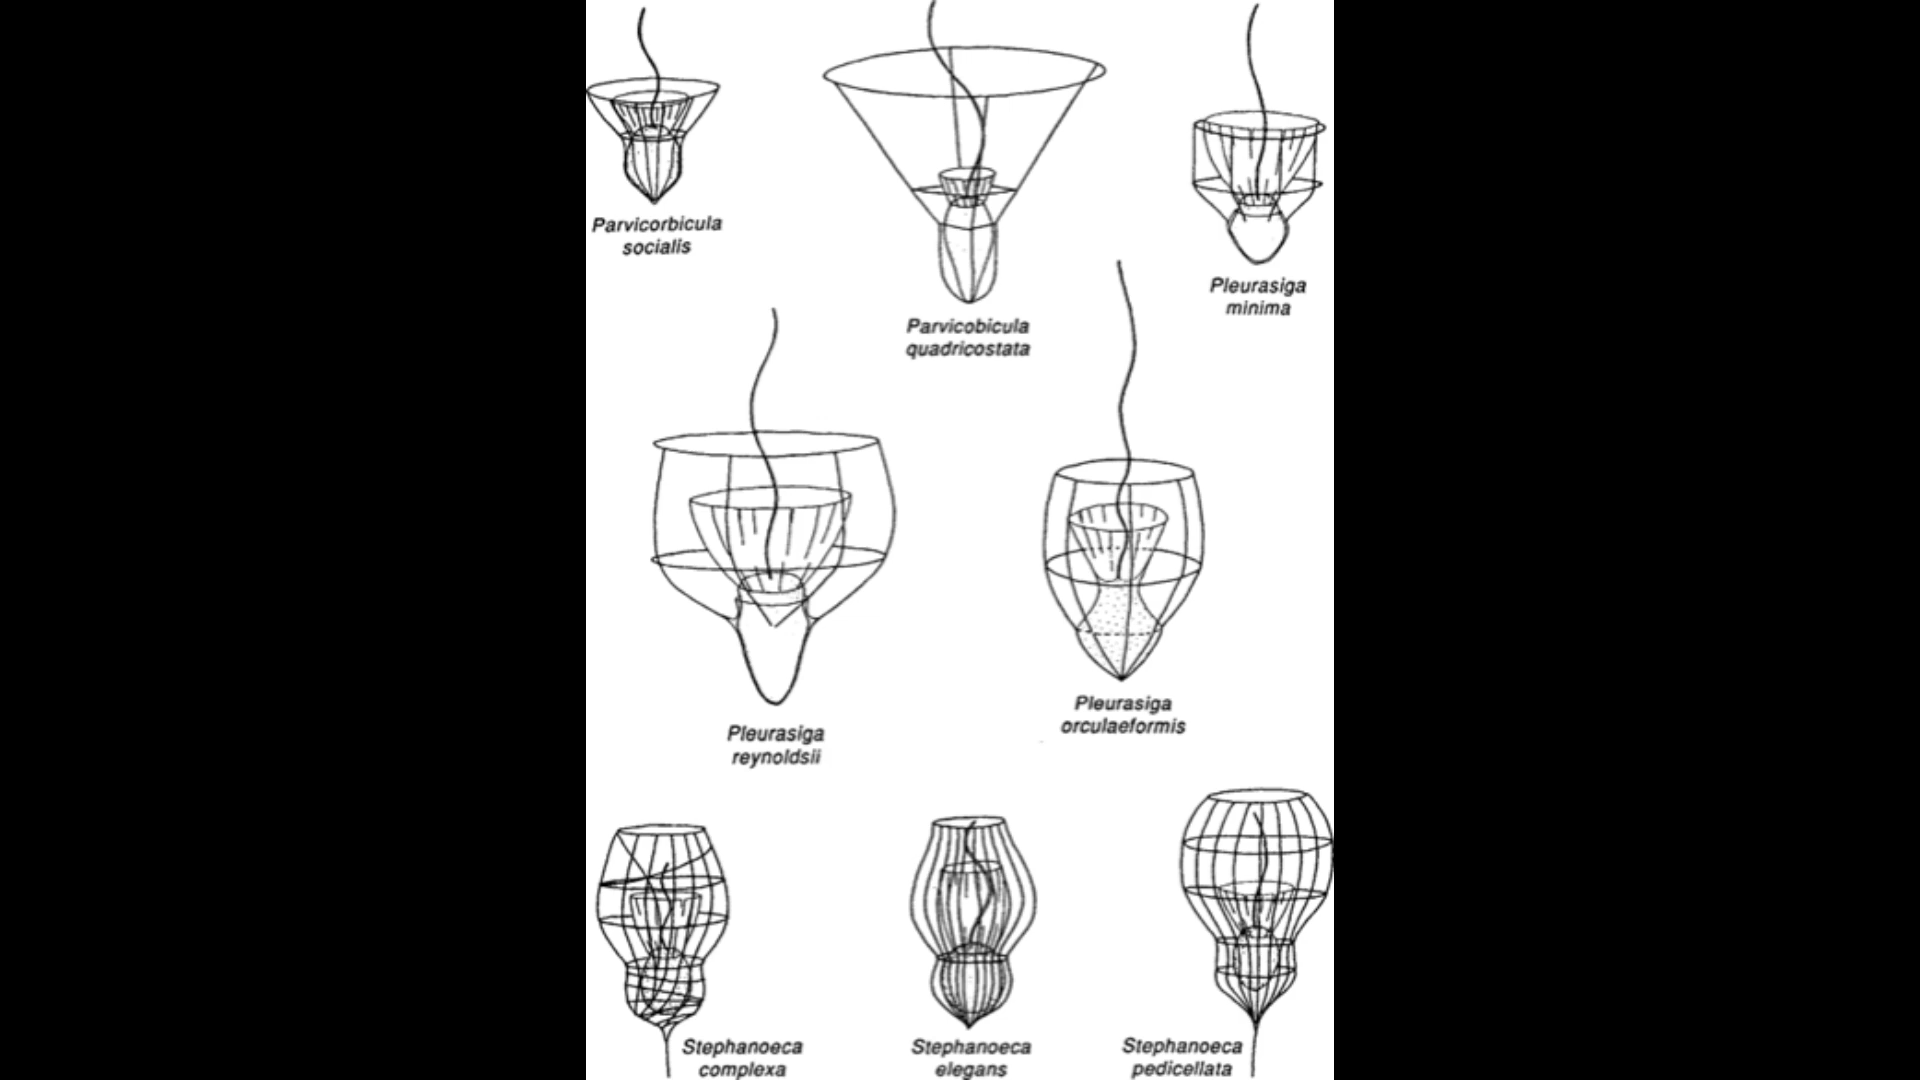 Parvicorbicula
socialis
Parvicobicula
quadricostata
Pleurasiga
minima
Pleurasiga
reynoldsii
Pleurasiga
orculaeformis
Stephanoeca
complexa
Stephanoeca
elegans
Stephanoeca
pedicellata